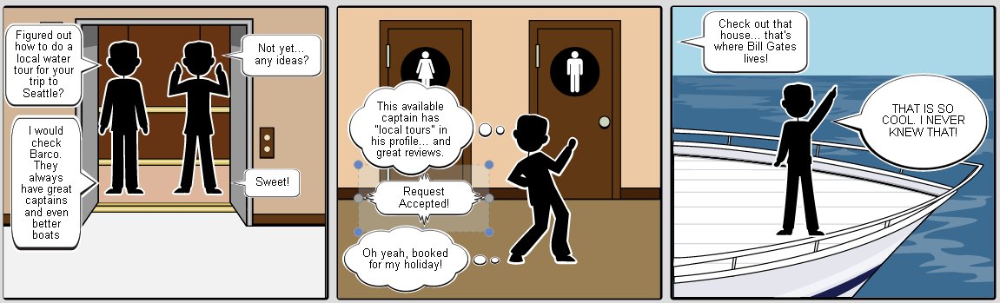 Figured out
how to do a
local water
tour for your
trip to
Seattle?
Not yet...
any ideas?
I would
check
Barco.
They
always
have great
captains
and even
better
boats
Sweet!
This available
captain has
"local tours" in
his profile... and
great reviews.
Request
Accepted!
Oh yeah, booked
for my holiday!
Check out that
house... that's
where Bill Gates
lives!
THAT IS SO
COOL. I NEVER
KNEW THAT!